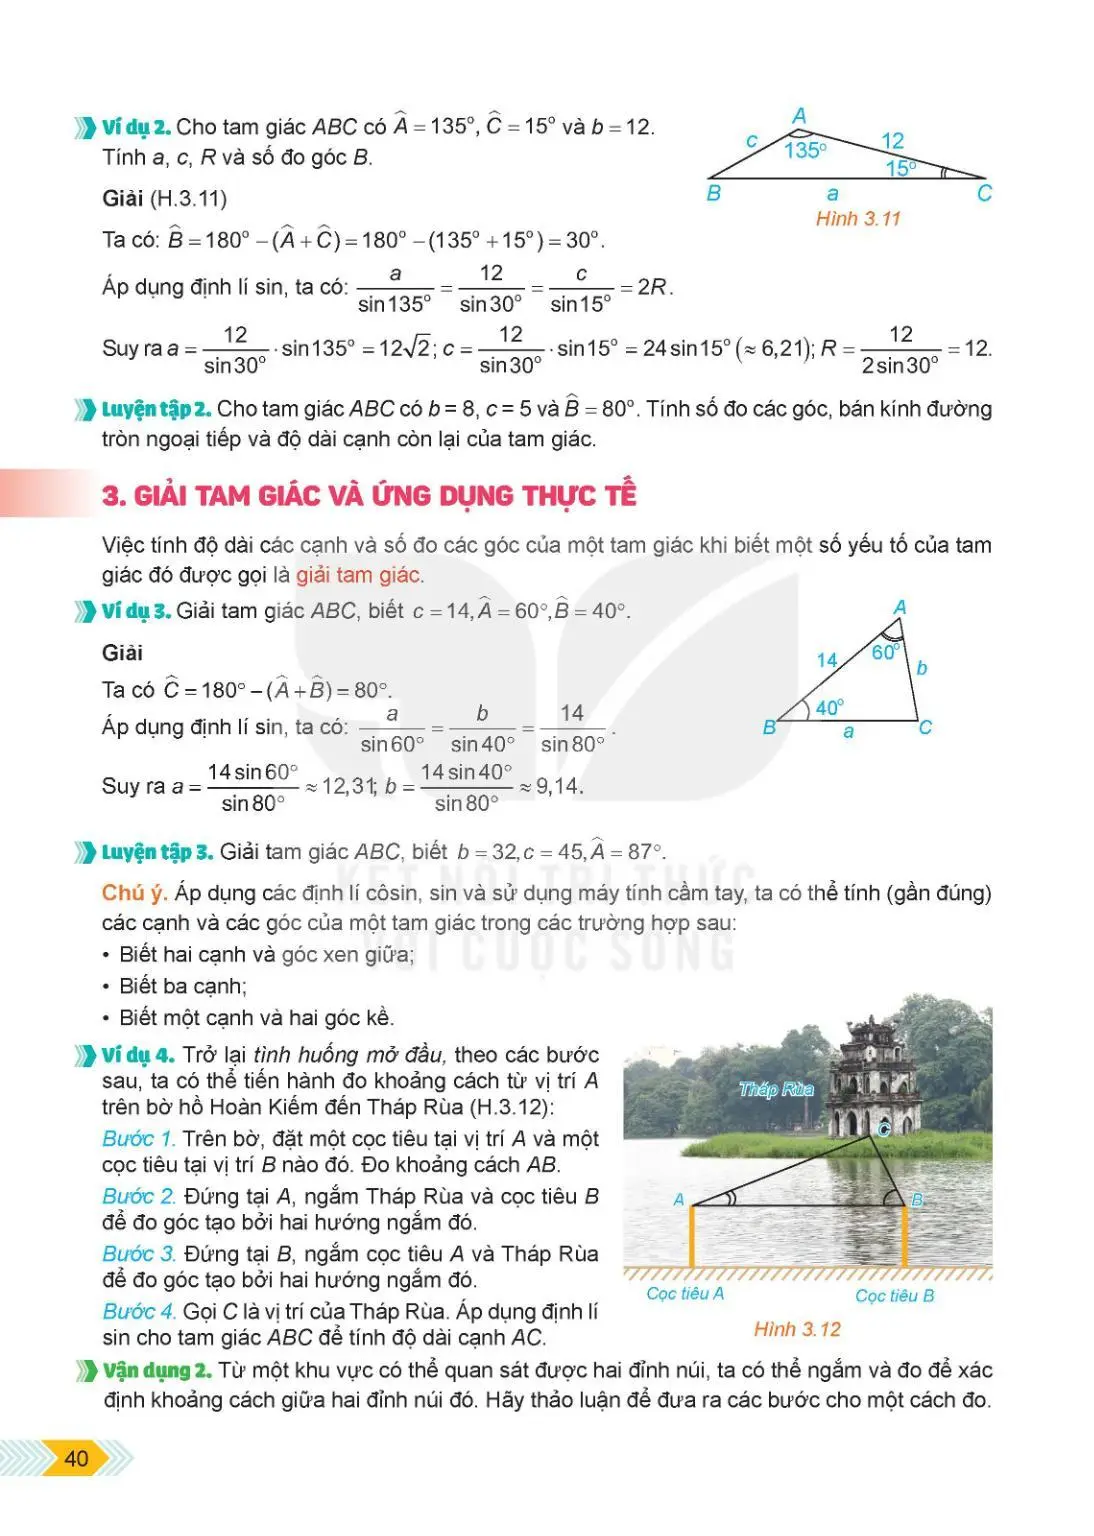 Ví dụ 2. Cho tam giác ABC có Â = 135°, Ĉ = 15° và b = 12.
Tính a, c, R và số đo góc B.
Giải (H.3.11)
Ta có: B̂ = 180° – (Â + Ĉ) = 180° – (135° + 15°) = 30°.
Áp dụng định lí sin, ta có: a/sin135° = 12/sin30° = c/sin15° = 2R.
Suy ra a = 12/sin30° · sin135° = 12√2; c = 12/sin30° · sin15° = 24sin15° (≈ 6,21); R = 12/2sin30° = 12.
A
c
135°
12
15°
B
a
C
Hình 3.11
Luyện tập 2. Cho tam giác ABC có b = 8, c = 5 và B̂ = 80°. Tính số đo các góc, bán kính đường
tròn ngoại tiếp và độ dài cạnh còn lại của tam giác.
3. GIẢI TAM GIÁC VÀ ỨNG DỤNG THỰC TẾ
Việc tính độ dài các cạnh và số đo các góc của một tam giác khi biết một số yếu tố của tam
giác đó được gọi là giải tam giác.
Ví dụ 3. Giải tam giác ABC, biết c = 14, Â = 60°, B̂ = 40°.
Giải
Ta có Ĉ = 180° – (Â + B̂) = 80°.
Áp dụng định lí sin, ta có: a/sin60° = b/sin40° = 14/sin80°.
Suy ra a = 14sin60°/sin80° ≈ 12,31; b = 14sin40°/sin80° ≈ 9,14.
A
14
60°
b
40°
B
a
C
Luyện tập 3. Giải tam giác ABC, biết b = 32, c = 45, Â = 87°.
KẾT NỐI TRI THỨC
VỚI CUỘC SỐNG
Chú ý. Áp dụng các định lí côsin, sin và sử dụng máy tính cầm tay, ta có thể tính (gần đúng)
các cạnh và các góc của một tam giác trong các trường hợp sau:
• Biết hai cạnh và góc xen giữa;
• Biết ba cạnh;
• Biết một cạnh và hai góc kề.
Ví dụ 4. Trở lại tình huống mở đầu, theo các bước
sau, ta có thể tiến hành đo khoảng cách từ vị trí A
trên bờ hồ Hoàn Kiếm đến Tháp Rùa (H.3.12):
Bước 1. Trên bờ, đặt một cọc tiêu tại vị trí A và một
cọc tiêu tại vị trí B nào đó. Đo khoảng cách AB.
Bước 2. Đứng tại A, ngắm Tháp Rùa và cọc tiêu B
để đo góc tạo bởi hai hướng ngắm đó.
Bước 3. Đứng tại B, ngắm cọc tiêu A và Tháp Rùa
để đo góc tạo bởi hai hướng ngắm đó.
Bước 4. Gọi C là vị trí của Tháp Rùa. Áp dụng định lí
sin cho tam giác ABC để tính độ dài cạnh AC.
Tháp Rùa
C
A
B
Cọc tiêu A
Cọc tiêu B
Hình 3.12
Vận dụng 2. Từ một khu vực có thể quan sát được hai đỉnh núi, ta có thể ngắm và đo để xác
định khoảng cách giữa hai đỉnh núi đó. Hãy thảo luận để đưa ra các bước cho một cách đo.
40